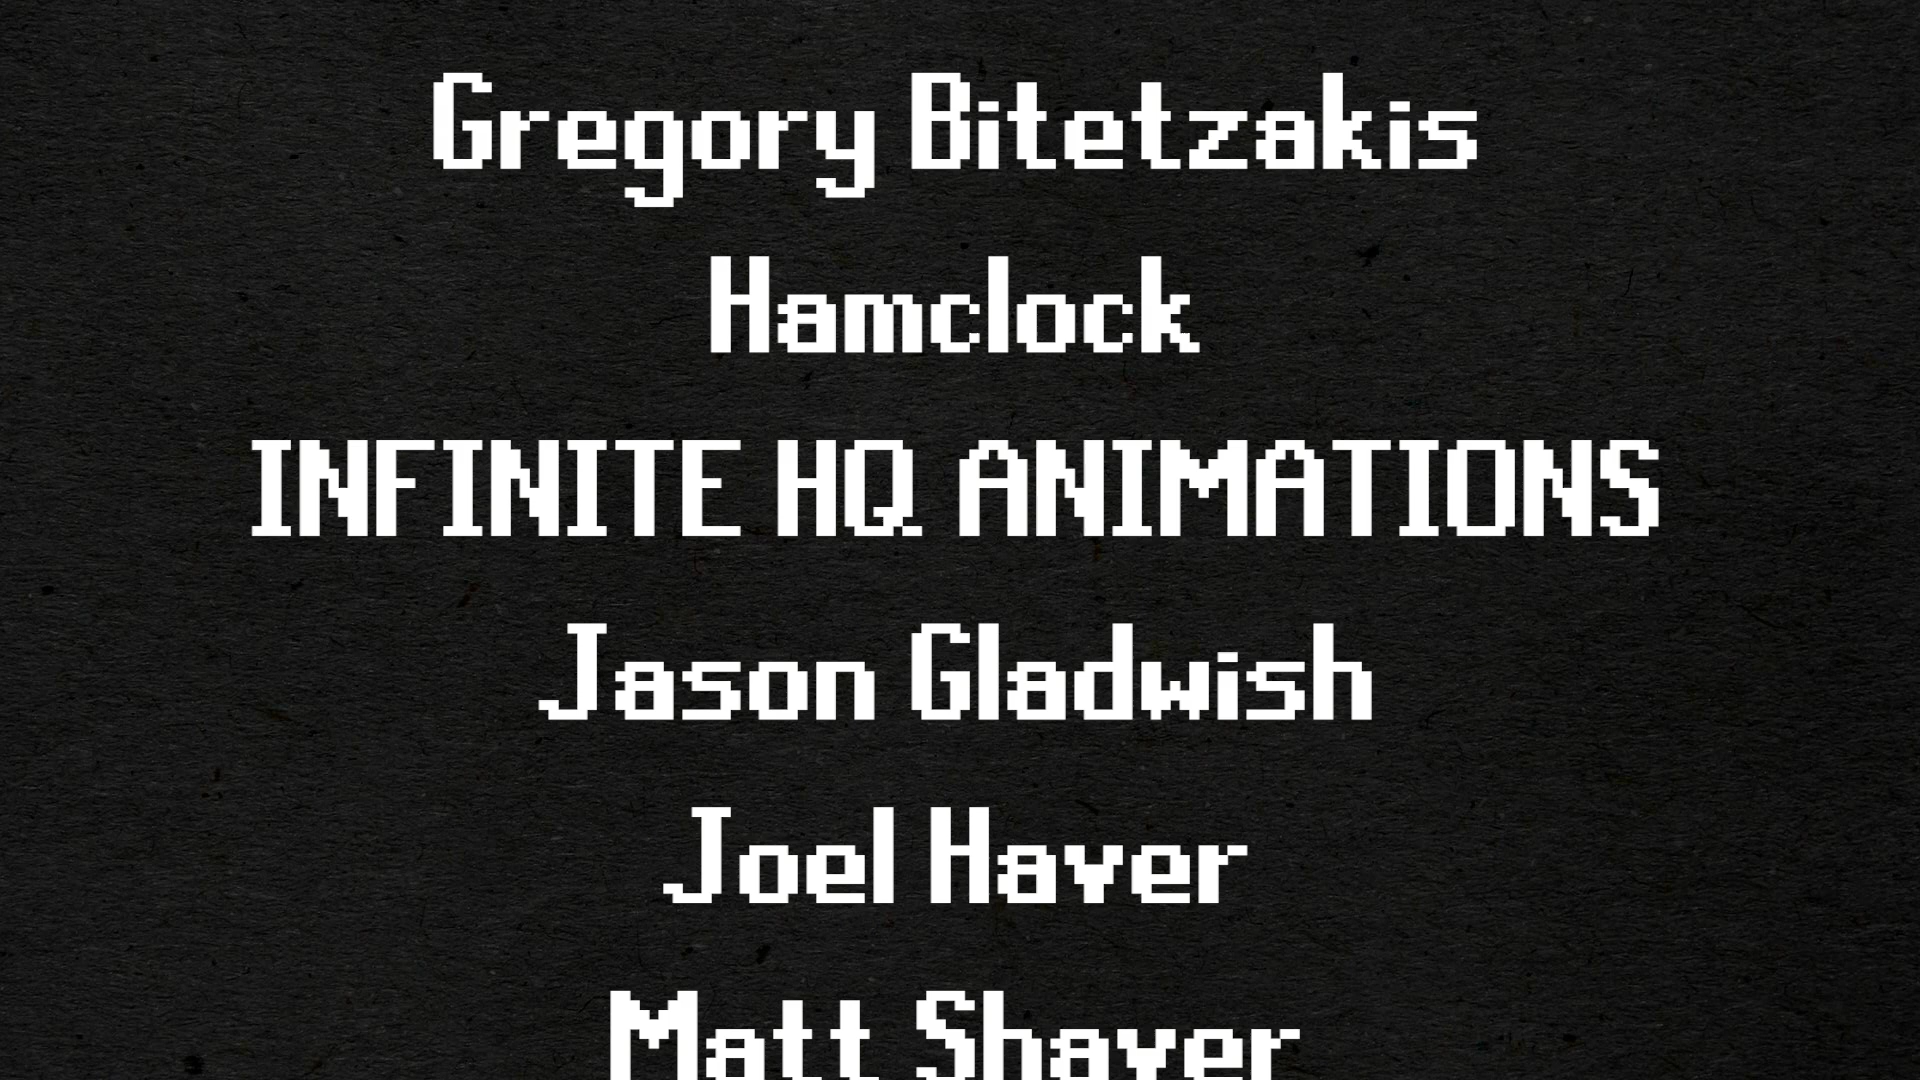 Gregory Bitetzakis
Hamclock
INFINITE HQ ANIMATIONS
Jason Gladwish
Joel Haver
Matt Shaver